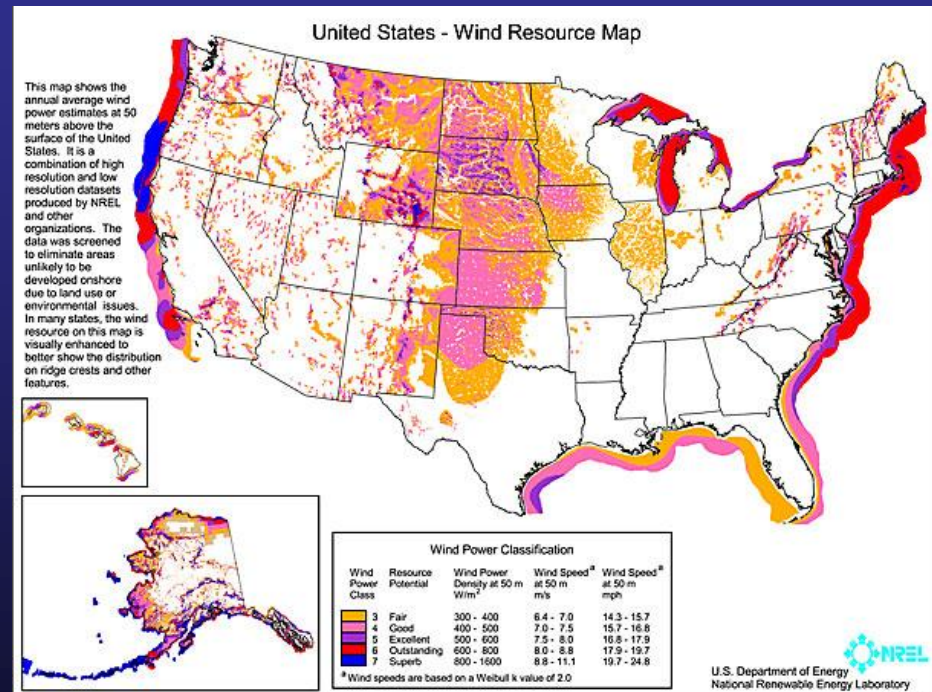 United States - Wind Resource Map
This map shows the
annual average wind
power estimates at 50
meters above the
surface of the United
States. It is a
combination of high
resolution and low
resolution datasets
produced by NREL
and other
organizations. The
data was screened
to eliminate areas
unlikely to be
developed onshore
due to land use or
environmental issues.
In many states, the wind
resource on this map is
visually enhanced to
better show the distribution
on ridge crests and other
features.
Wind Power Classification
Wind Power Class Resource Potential Wind Power Density at 50 m W/m² Wind Speed ᵃ at 50 m m/s Wind Speed ᵃ at 50 m mph
3 Fair 300 - 400 6.4 - 7.0 14.3 - 15.7
4 Good 400 - 500 7.0 - 7.5 15.7 - 16.8
5 Excellent 500 - 600 7.5 - 8.0 16.8 - 17.9
6 Outstanding 600 - 800 8.0 - 8.8 17.9 - 19.7
7 Superb 800 - 1600 8.8 - 11.1 19.7 - 24.8
ᵃ Wind speeds are based on a Weibull k value of 2.0
NREL
U.S. Department of Energy
National Renewable Energy Laboratory